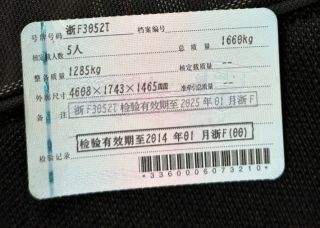 号牌号码 浙F3052T 档案编号
核定载人数 5人 总质量 1660kg
整备质量 1285kg 核定载质量 --
外廓尺寸 4608×1743×1465mm 准牵引总质量 --
备注 浙F3052T 检验有效期至2025年01月浙F
检验有效期至2014年01月浙F(00)
检验记录
*3360006073210*